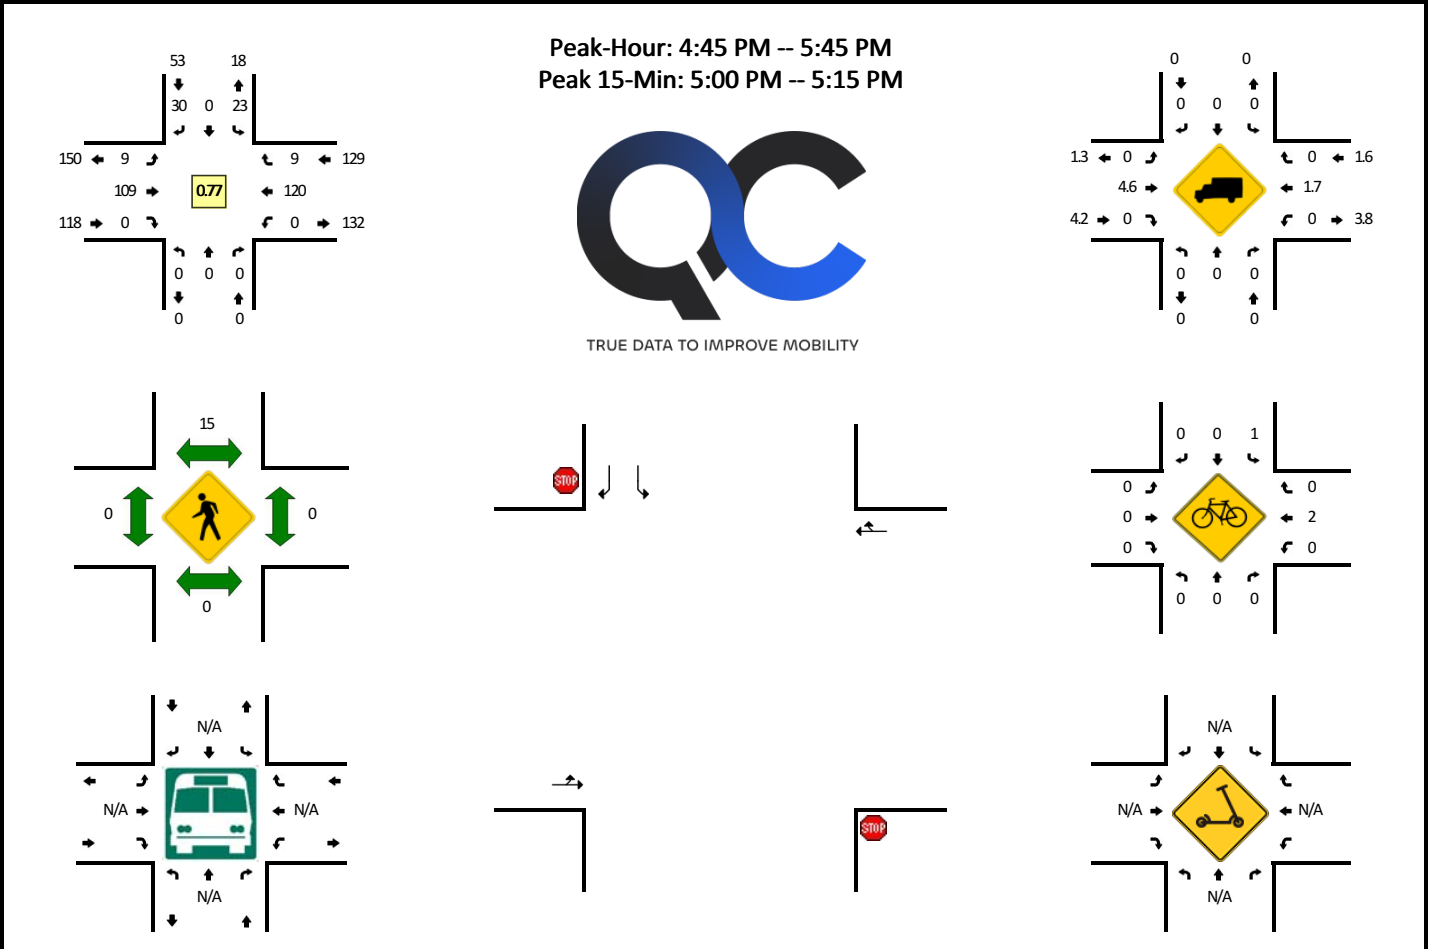 Peak-Hour: 4:45 PM -- 5:45 PM
Peak 15-Min: 5:00 PM -- 5:15 PM
53 18
30 0 23
150 9 9 129
109 0.77 120
118 0 0 132
0 0 0
0 0
TRUE DATA TO IMPROVE MOBILITY
0 0
0 0 0
1.3 0 0 1.6
4.6 1.7
4.2 0 0 3.8
0 0 0
0 0
15
0 0
0
STOP
STOP
0 0 1
0 0
0 2
0 0
0 0 0
N/A
N/A N/A
N/A
N/A
N/A N/A
N/A